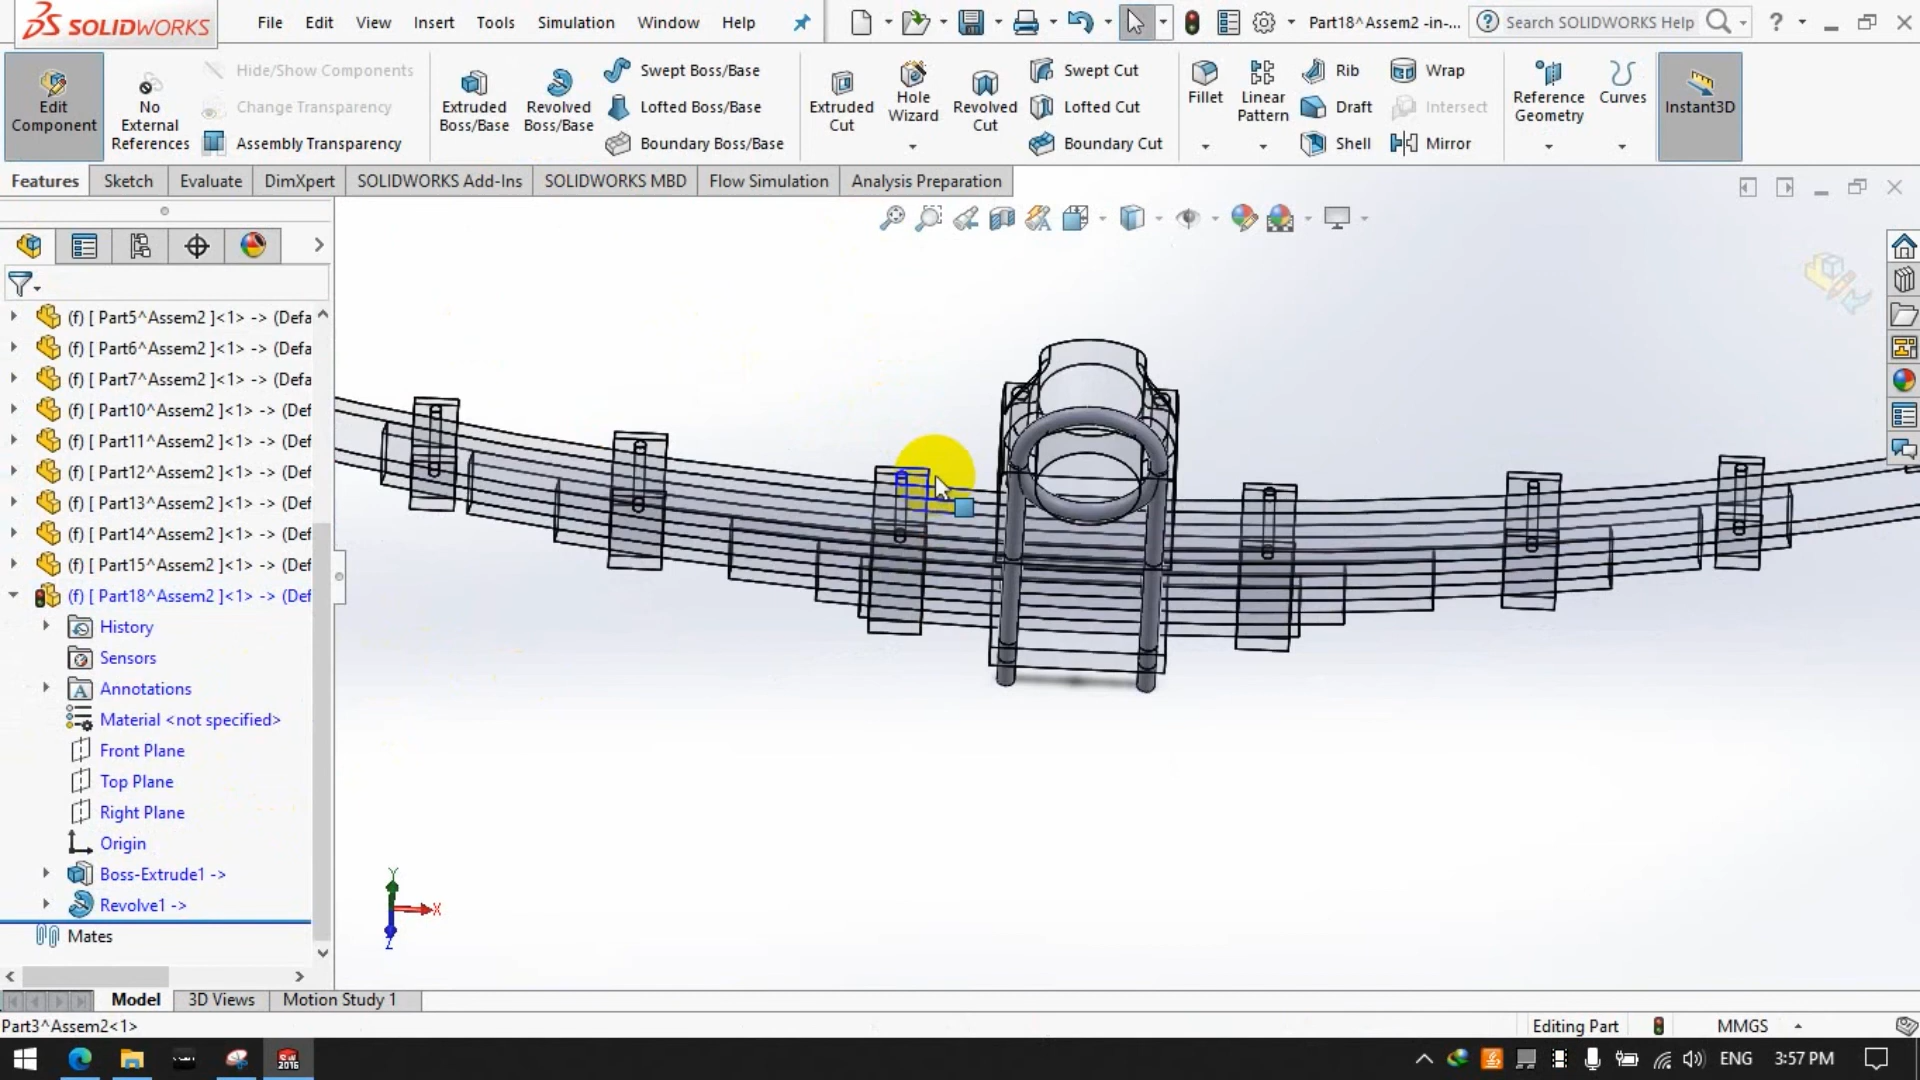 SOLIDWORKS
File Edit View Insert Tools Simulation Window Help
Part18^Assem2 -in-...
Search SOLIDWORKS Help
Edit Component
No External References
Hide/Show Components
Change Transparency
Assembly Transparency
Extruded Boss/Base
Revolved Boss/Base
Swept Boss/Base
Lofted Boss/Base
Boundary Boss/Base
Extruded Cut
Hole Wizard
Revolved Cut
Swept Cut
Lofted Cut
Boundary Cut
Fillet
Linear Pattern
Rib
Draft
Shell
Wrap
Intersect
Mirror
Reference Geometry
Curves
Instant3D
Features Sketch Evaluate DimXpert SOLIDWORKS Add-Ins SOLIDWORKS MBD Flow Simulation Analysis Preparation
(f) [ Part5^Assem2 ]<1> -> (Defa
(f) [ Part6^Assem2 ]<1> -> (Defa
(f) [ Part7^Assem2 ]<1> -> (Defa
(f) [ Part10^Assem2 ]<1> -> (Def
(f) [ Part11^Assem2 ]<1> -> (Def
(f) [ Part12^Assem2 ]<1> -> (Def
(f) [ Part13^Assem2 ]<1> -> (Def
(f) [ Part14^Assem2 ]<1> -> (Def
(f) [ Part15^Assem2 ]<1> -> (Def
(f) [ Part18^Assem2 ]<1> -> (Def
History
Sensors
Annotations
Material <not specified>
Front Plane
Top Plane
Right Plane
Origin
Boss-Extrude1 ->
Revolve1 ->
Mates
Y
X
Z
Model 3D Views Motion Study 1
Part3^Assem2<1>
Editing Part
MMGS
SW 2016
ENG 3:57 PM